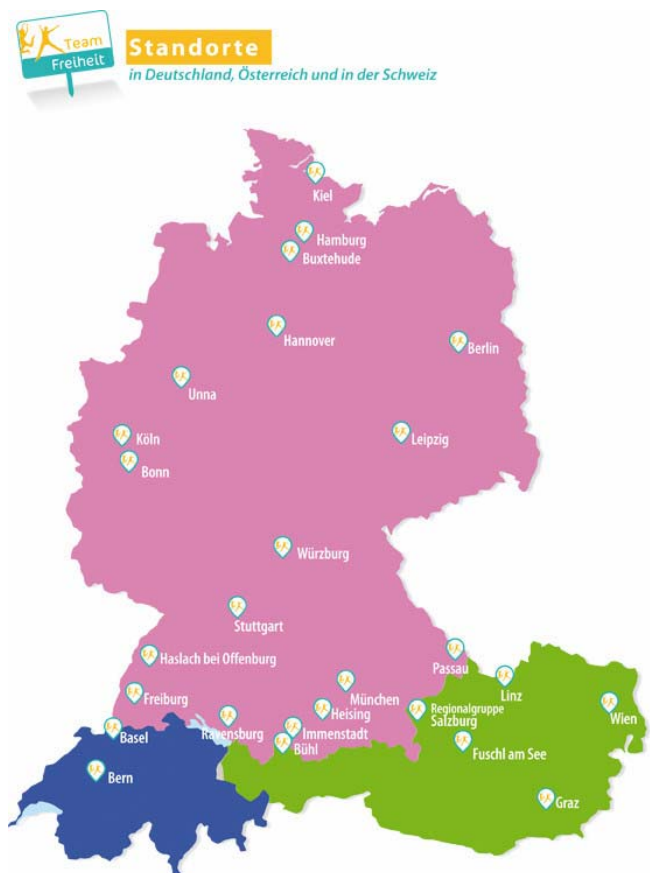 Team
Freiheit
Standorte
in Deutschland, Österreich und in der Schweiz
Kiel
Hamburg
Buxtehude
Hannover
Berlin
Unna
Köln
Leipzig
Bonn
Würzburg
Stuttgart
Haslach bei Offenburg
Passau
Freiburg
München
Linz
Heising
Regionalgruppe
Salzburg
Wien
Basel
Ravensburg
Immenstadt
Bühl
Fuschl am See
Bern
Graz